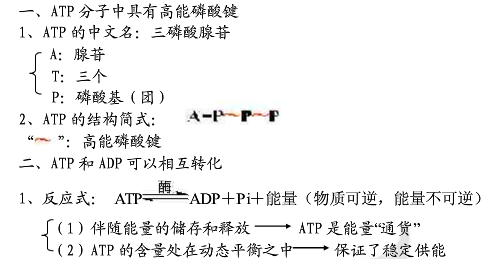 一、ATP 分子中具有高能磷酸键
1、ATP 的中文名：三磷酸腺苷
A：腺苷
T：三个
P：磷酸基（团）
2、ATP 的结构简式： A-P～P～P
“～”：高能磷酸键
二、ATP 和 ADP 可以相互转化
酶
1、反应式： ATP⇌ADP＋Pi＋能量（物质可逆，能量不可逆）
（1）伴随能量的储存和释放 → ATP 是能量“通货”
（2）ATP 的含量处在动态平衡之中 → 保证了稳定供能